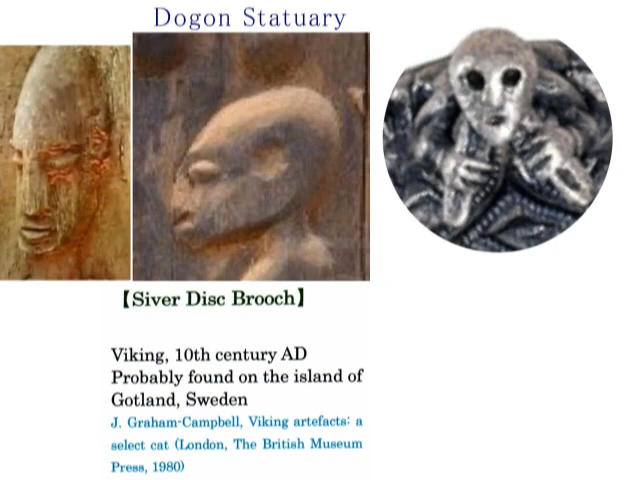 Dogon Statuary
【Siver Disc Brooch】
Viking, 10th century AD
Probably found on the island of
Gotland, Sweden
J. Graham-Campbell, Viking artefacts: a
select cat (London, The British Museum
Press, 1980)